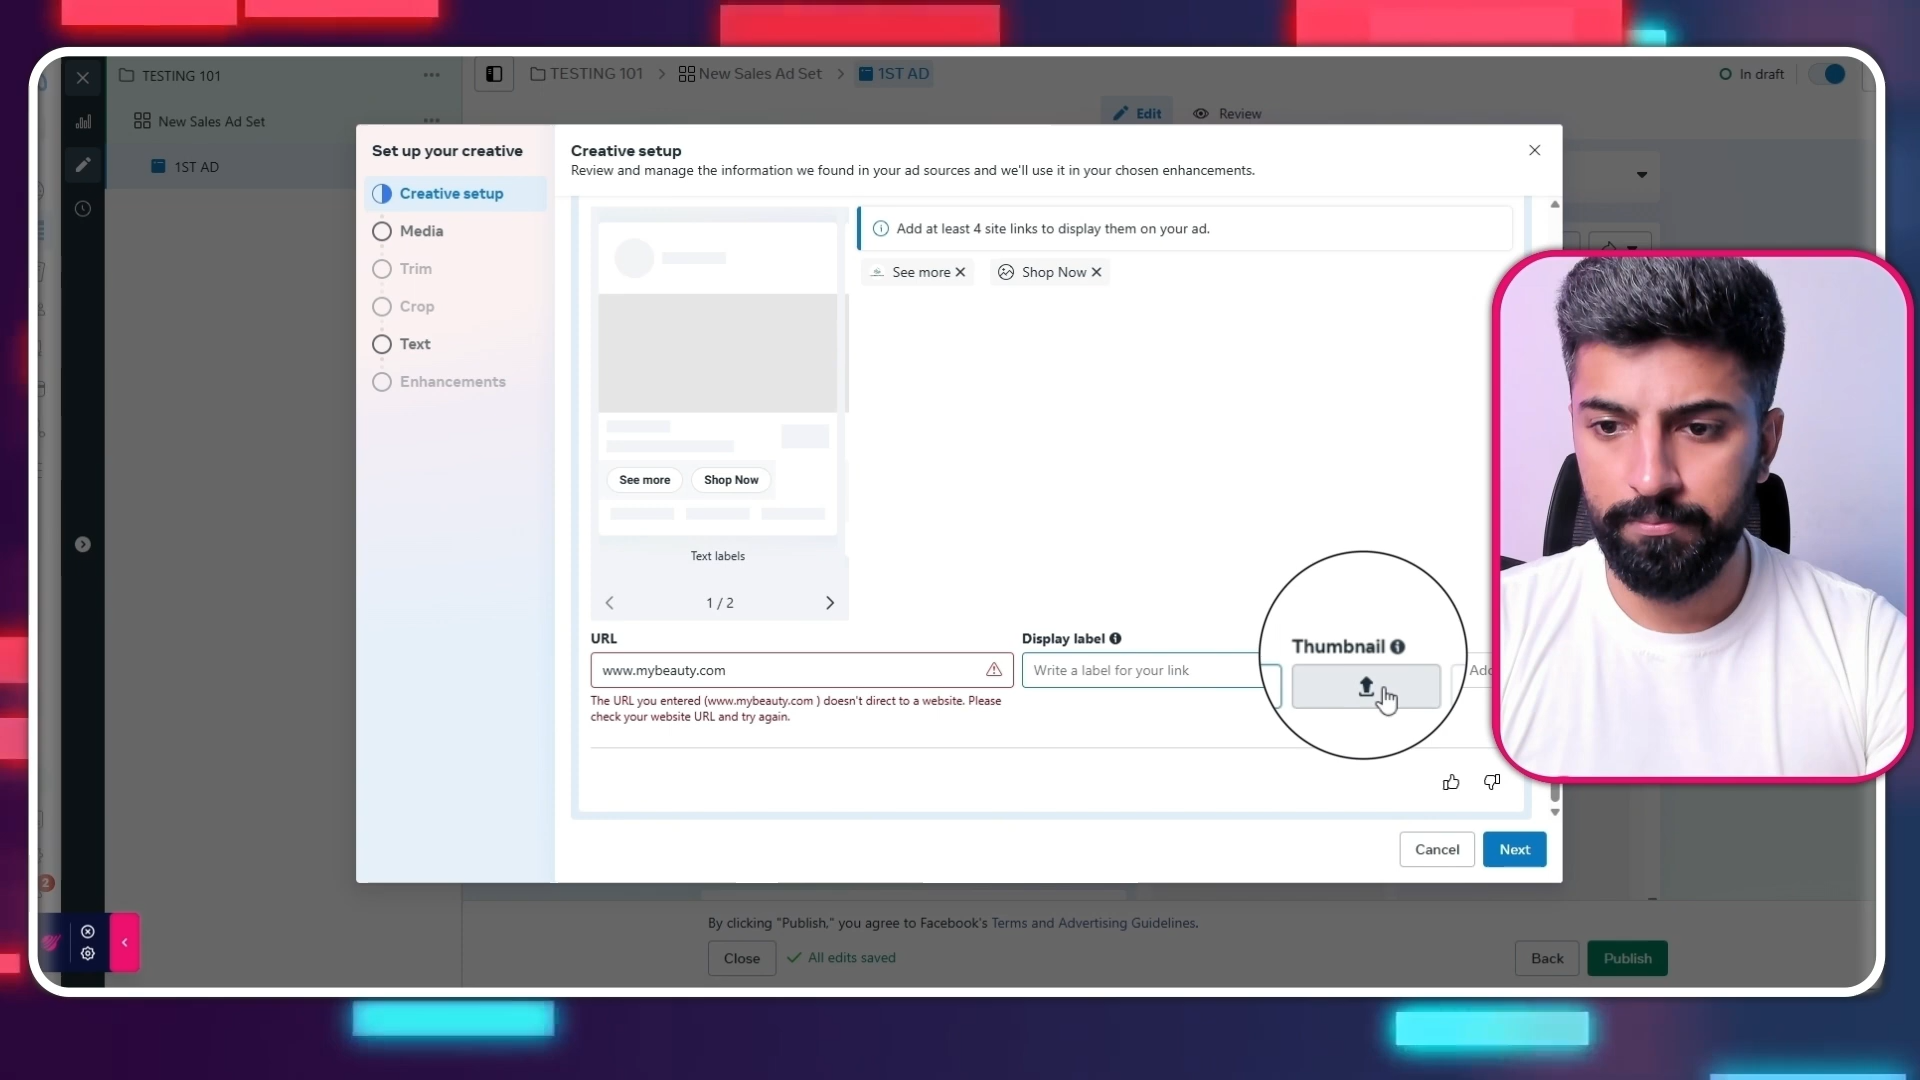 TESTING 101
New Sales Ad Set
1ST AD
TESTING 101 > New Sales Ad Set > 1ST AD
In draft
Edit
Review
Set up your creative
Creative setup
Media
Trim
Crop
Text
Enhancements
Creative setup
Review and manage the information we found in your ad sources and we'll use it in your chosen enhancements.
Add at least 4 site links to display them on your ad.
See more
Shop Now
See more
Shop Now
Text labels
1 / 2
URL
Display label
Thumbnail
www.mybeauty.com
Write a label for your link
The URL you entered (www.mybeauty.com ) doesn't direct to a website. Please
check your website URL and try again.
Cancel
Next
2
By clicking "Publish," you agree to Facebook's Terms and Advertising Guidelines.
Close
All edits saved
Back
Publish